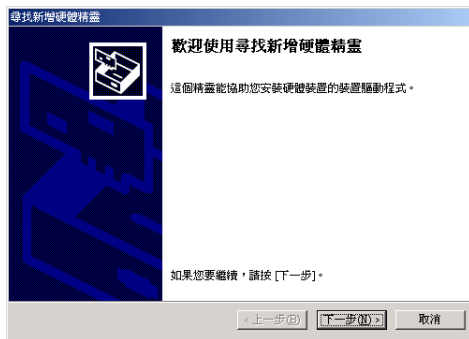 尋找新增硬體精靈
歡迎使用尋找新增硬體精靈
這個精靈能協助您安裝硬體裝置的裝置驅動程式。
如果您要繼續，請按 [下一步]。
<上一步(B)  下一步(N)>  取消